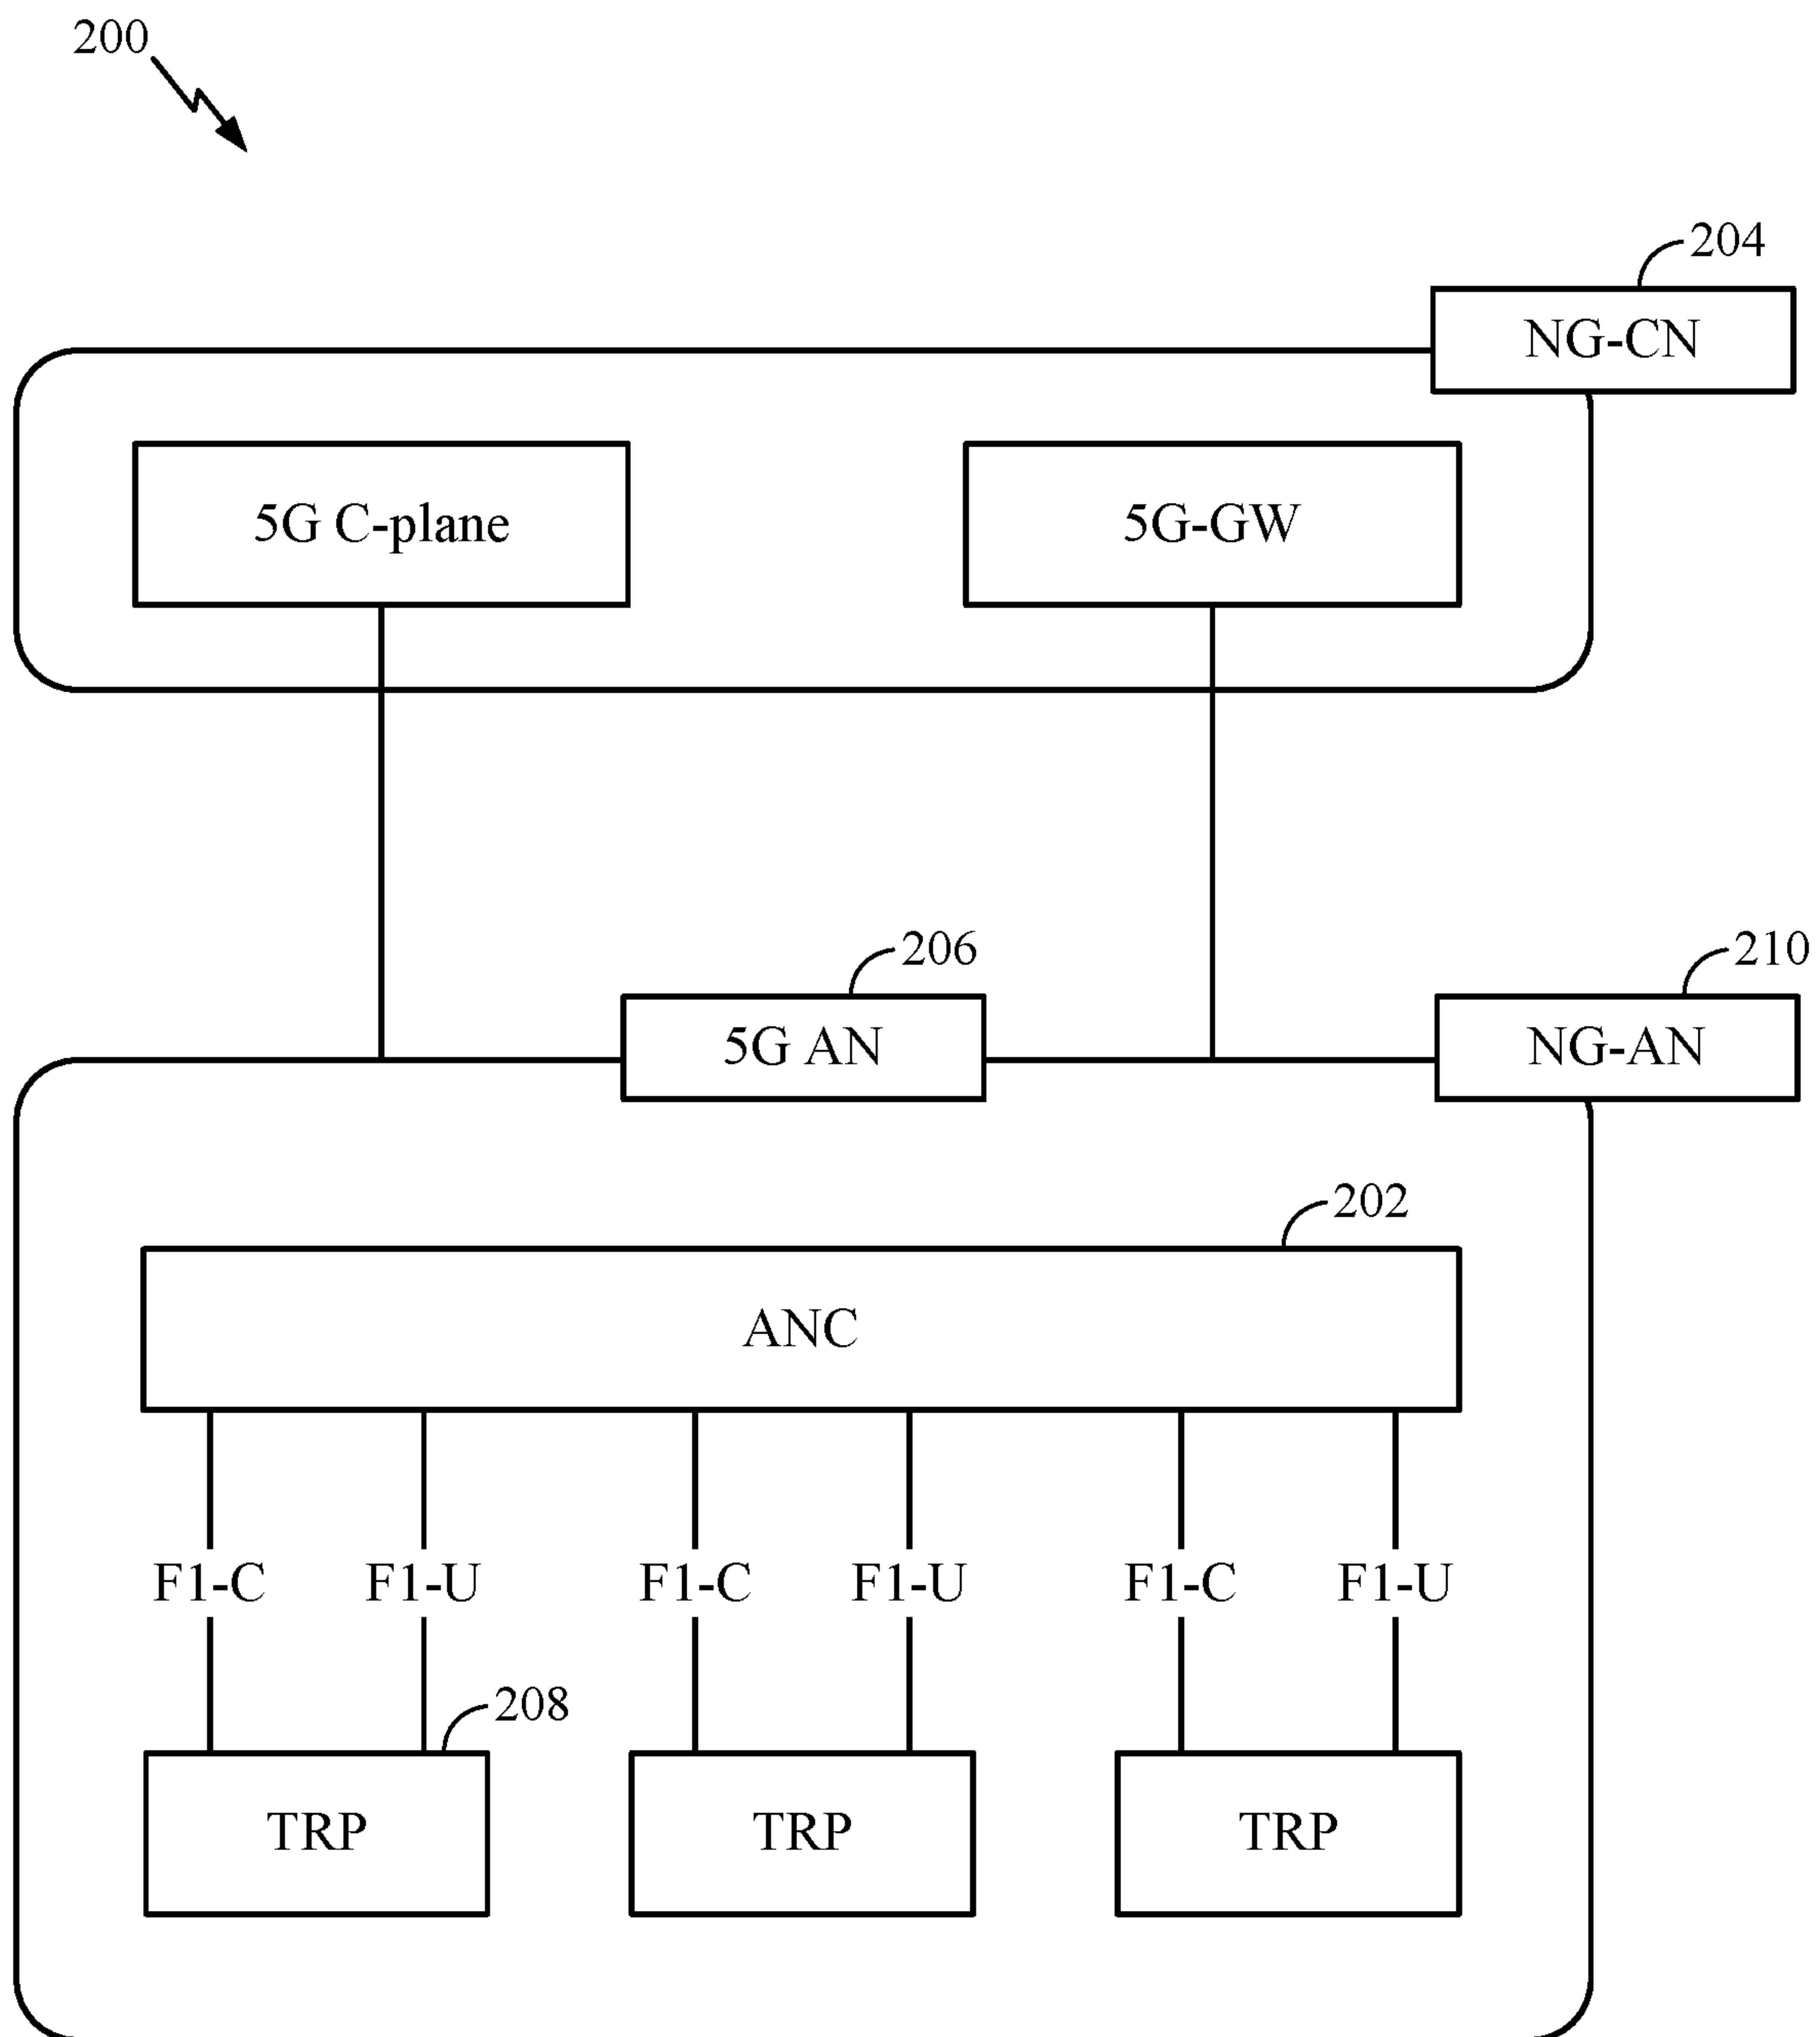 200
204
NG-CN
5G C-plane
5G-GW
206
210
5G AN
NG-AN
202
ANC
F1-C
F1-U
F1-C
F1-U
F1-C
F1-U
208
TRP
TRP
TRP